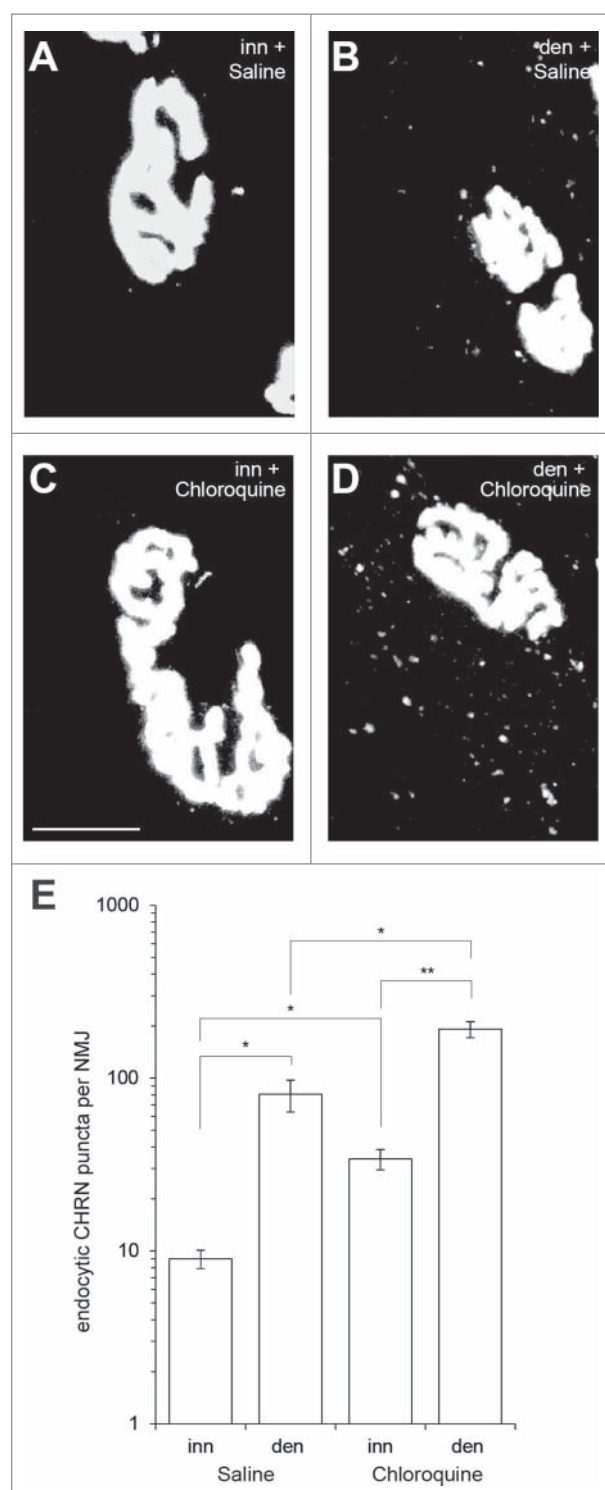 A
inn +
Saline
B
den +
Saline
C
inn +
Chloroquine
D
den +
Chloroquine
E
endocytic CHRN puncta per NMJ
1000
100
10
1
*
*
*
**
inn
den
inn
den
Saline
Chloroquine